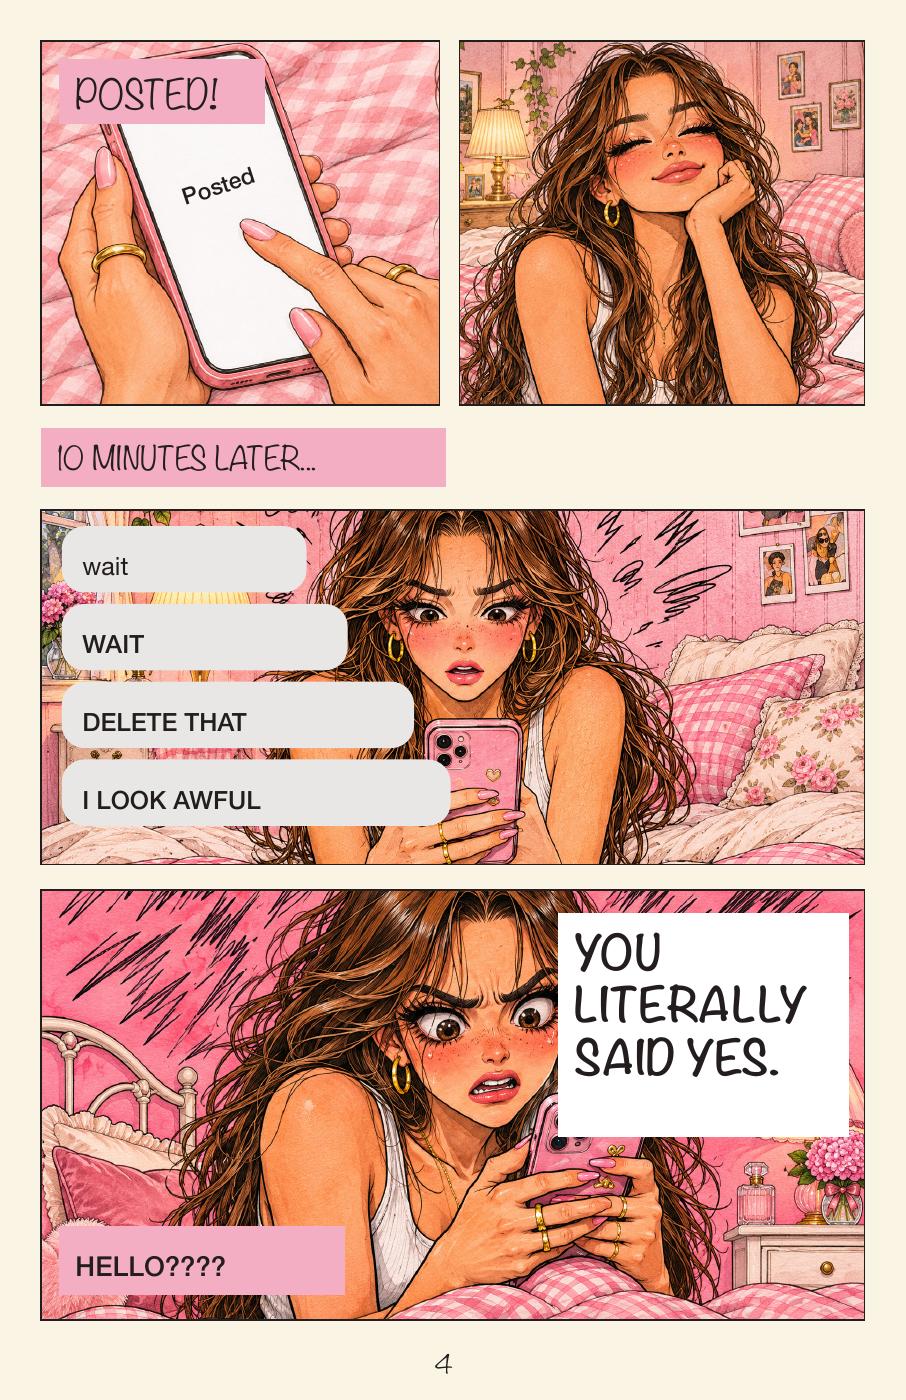 POSTED!
Posted
10 MINUTES LATER...
wait
WAIT
DELETE THAT
I LOOK AWFUL
YOU
LITERALLY
SAID YES.
HELLO????
4